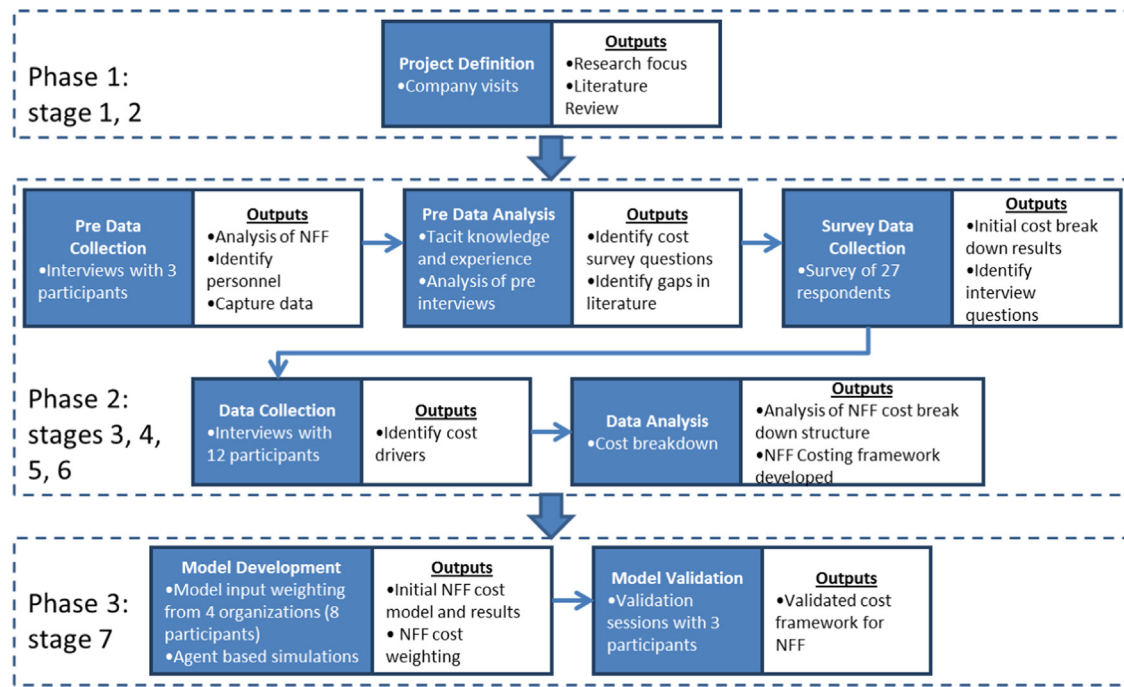 Phase 1:
stage 1, 2
Project Definition
•Company visits
Outputs
•Research focus
•Literature
Review
Pre Data
Collection
•Interviews with 3
participants
Outputs
•Analysis of NFF
•Identify
personnel
•Capture data
Pre Data Analysis
•Tacit knowledge
and experience
•Analysis of pre
interviews
Outputs
•Identify cost
survey questions
•Identify gaps in
literature
Survey Data
Collection
•Survey of 27
respondents
Outputs
•Initial cost break
down results
•Identify
interview
questions
Phase 2:
stages 3, 4,
5, 6
Data Collection
•Interviews with
12 participants
Outputs
•Identify cost
drivers
Data Analysis
•Cost breakdown
Outputs
•Analysis of NFF cost break
down structure
•NFF Costing framework
developed
Phase 3:
stage 7
Model Development
•Model input weighting
from 4 organizations (8
participants)
•Agent based simulations
Outputs
•Initial NFF cost
model and results
• NFF cost
weighting
Model Validation
•Validation
sessions with 3
participants
Outputs
•Validated cost
framework for
NFF